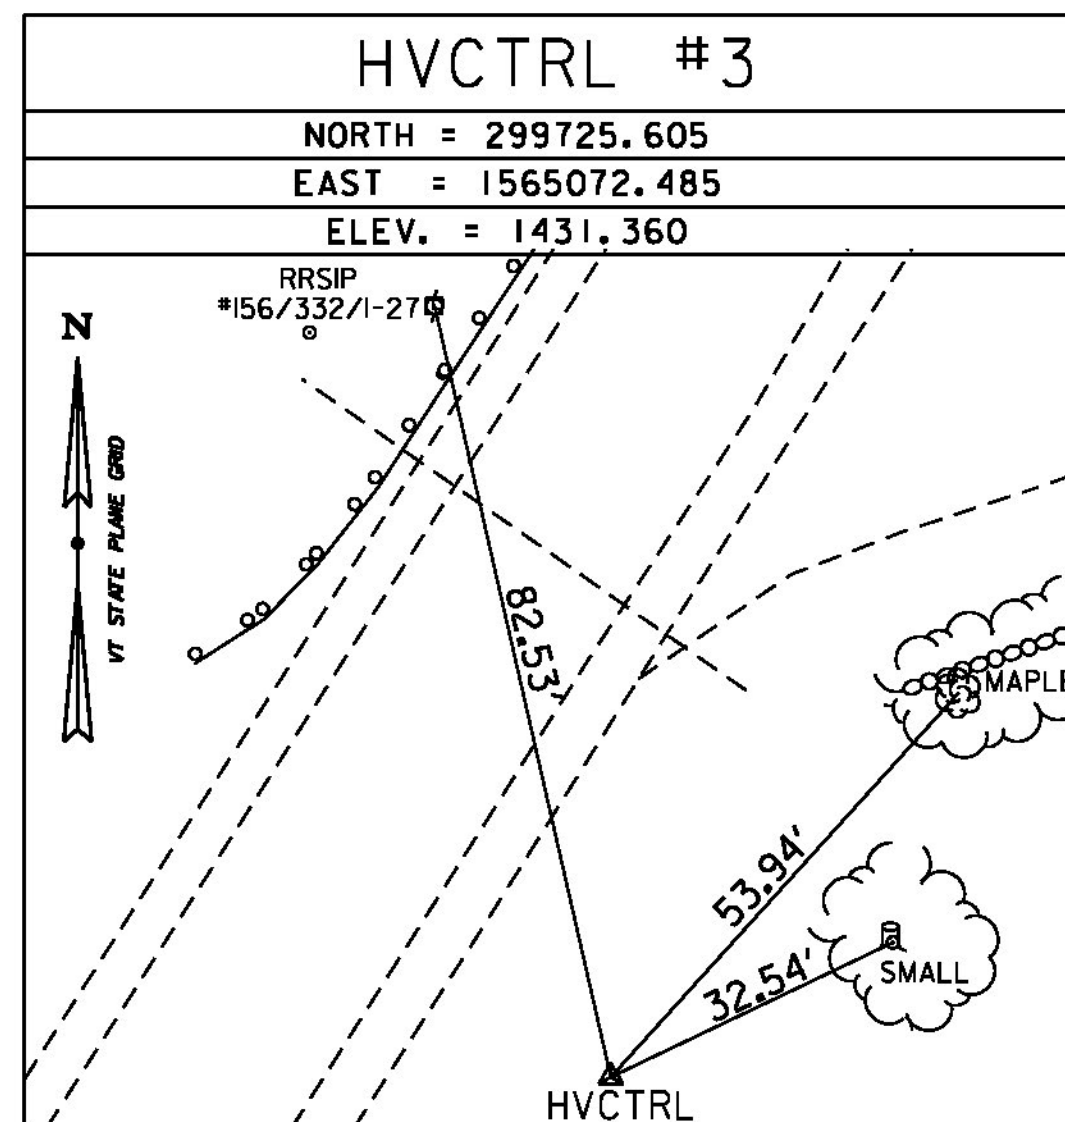 HVCTRL #3
NORTH = 299725.605
EAST = 1565072.485
ELEV. = 1431.360
RRSIP
#156/332/1-27
N
VT STATE PLANE GRID
82.53'
MAPLE
53.94'
32.54'
SMALL
HVCTRL